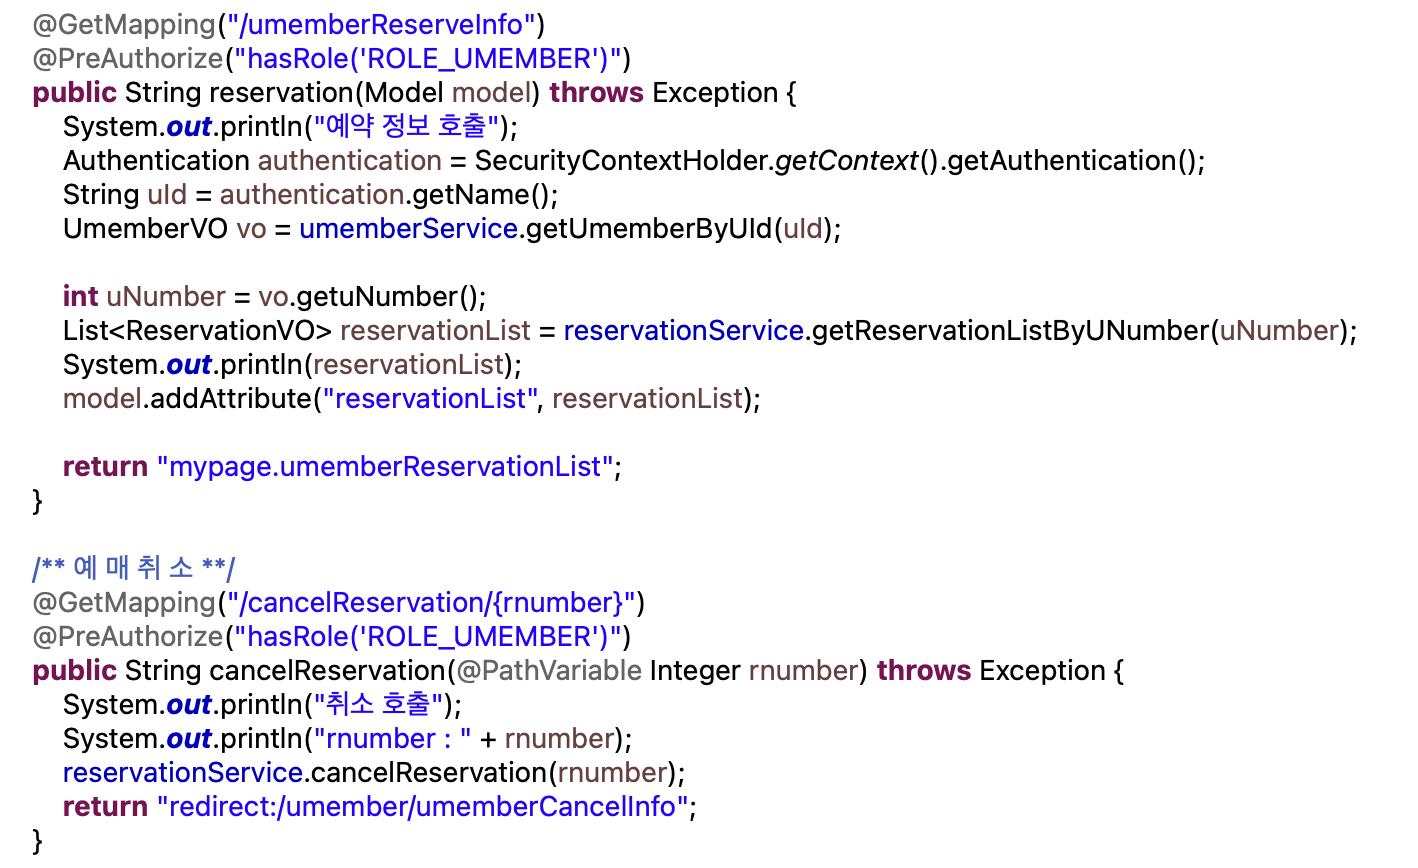 @GetMapping("/umemberReserveInfo")
@PreAuthorize("hasRole('ROLE_UMEMBER')")
public String reservation(Model model) throws Exception {
System.out.println("예약 정보 호출");
Authentication authentication = SecurityContextHolder.getContext().getAuthentication();
String uId = authentication.getName();
UmemberVO vo = umemberService.getUmemberByUId(uId);
int uNumber = vo.getuNumber();
List<ReservationVO> reservationList = reservationService.getReservationListByUNumber(uNumber);
System.out.println(reservationList);
model.addAttribute("reservationList", reservationList);
return "mypage.umemberReservationList";
}
/** 예 매 취 소 **/
@GetMapping("/cancelReservation/{rnumber}")
@PreAuthorize("hasRole('ROLE_UMEMBER')")
public String cancelReservation(@PathVariable Integer rnumber) throws Exception {
System.out.println("취소 호출");
System.out.println("rnumber : " + rnumber);
reservationService.cancelReservation(rnumber);
return "redirect:/umember/umemberCancelInfo";
}